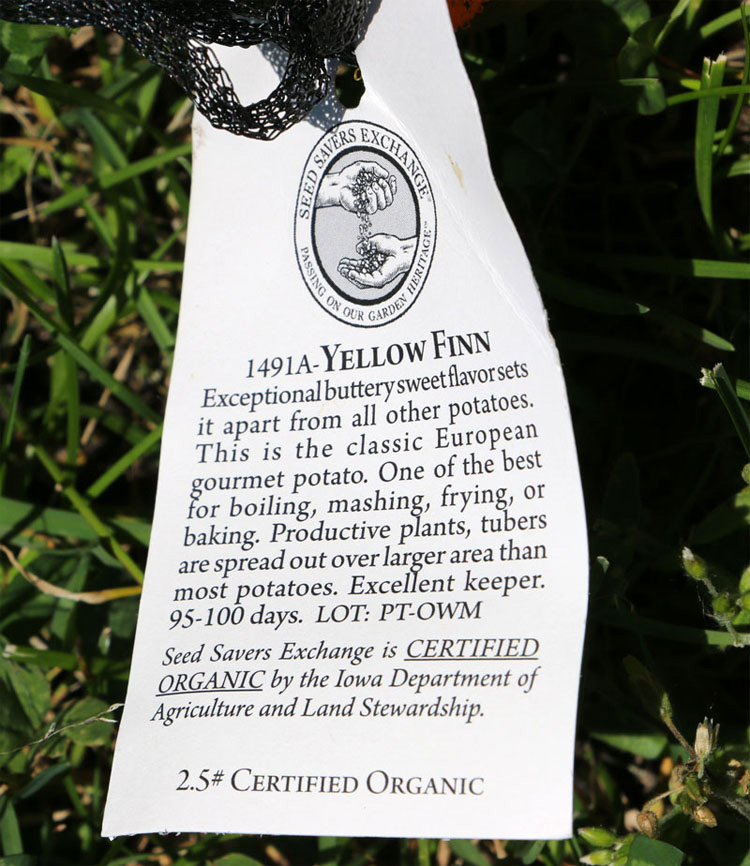 SEED SAVERS EXCHANGE™
PASSING ON OUR GARDEN HERITAGE™
1491A-YELLOW FINN
Exceptional buttery sweet flavor sets
it apart from all other potatoes.
This is the classic European
gourmet potato. One of the best
for boiling, mashing, frying, or
baking. Productive plants, tubers
are spread out over larger area than
most potatoes. Excellent keeper.
95-100 days. LOT: PT-OWM
Seed Savers Exchange is CERTIFIED
ORGANIC by the Iowa Department of
Agriculture and Land Stewardship.
2.5# CERTIFIED ORGANIC